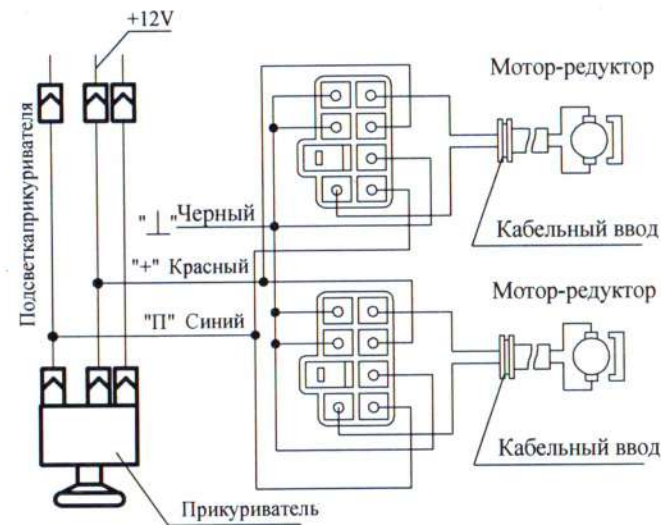 +12V
Подсветкаприкуривателя
Мотор-редуктор
"⊥" Черный
Кабельный ввод
"+" Красный
Мотор-редуктор
"П" Синий
Кабельный ввод
Прикуриватель